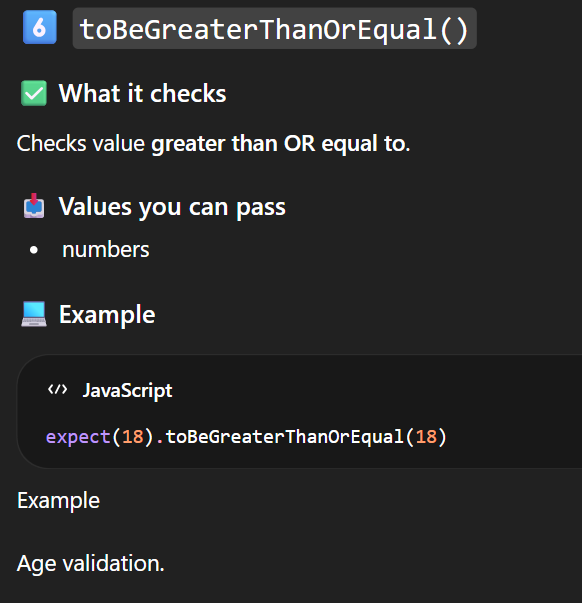 6 toBeGreaterThanOrEqual()
What it checks
Checks value greater than OR equal to.
Values you can pass
• numbers
Example
</> JavaScript
expect(18).toBeGreaterThanOrEqual(18)
Example
Age validation.